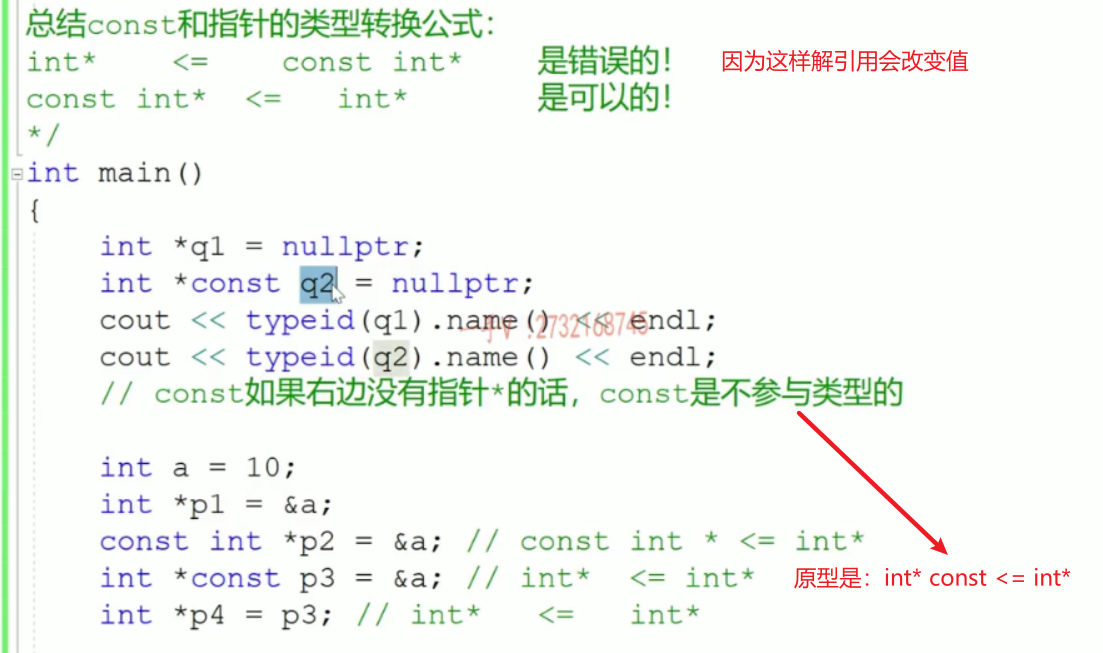 总结const和指针的类型转换公式：
int*    <=    const int*    是错误的！    因为这样解引用会改变值
const int*  <=   int*    是可以的！
*/
int main()
{
int *q1 = nullptr;
int *const q2 = nullptr;
cout << typeid(q1).name() << endl;
cout << typeid(q2).name() << endl;
// const如果右边没有指针*的话，const是不参与类型的
int a = 10;
int *p1 = &a;
const int *p2 = &a; // const int * <= int*
int *const p3 = &a; // int*  <= int*    原型是：int* const <= int*
int *p4 = p3; // int*   <=   int*